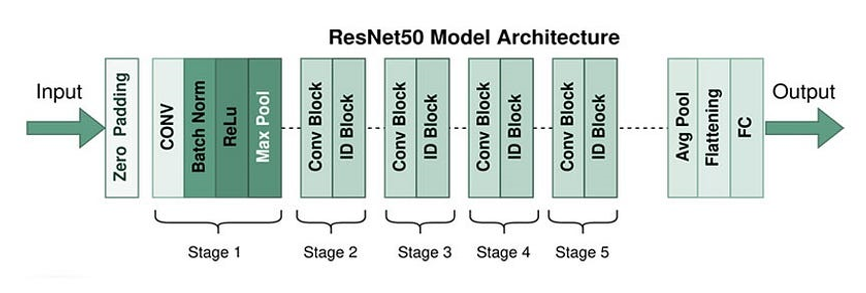 ResNet50 Model Architecture
Input
Zero Padding
CONV
Batch Norm
ReLu
Max Pool
Conv Block
ID Block
Conv Block
ID Block
Conv Block
ID Block
Conv Block
ID Block
Avg Pool
Flattening
FC
Output
Stage 1
Stage 2
Stage 3
Stage 4
Stage 5